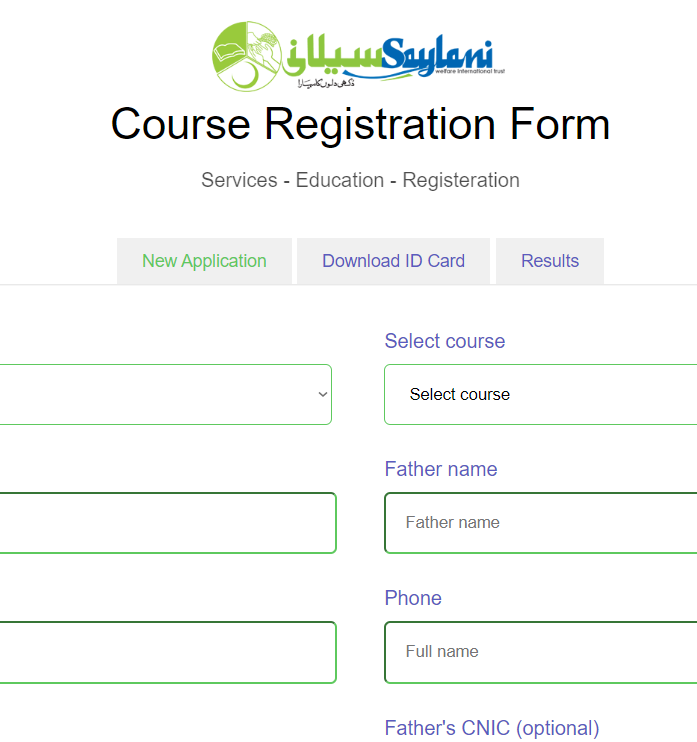 سیلانی Saylani
welfare international trust
دکھی دلوں کا سہارا
Course Registration Form
Services - Education - Registeration
New Application Download ID Card Results
Select course
Select course
Father name
Father name
Phone
Full name
Father's CNIC (optional)